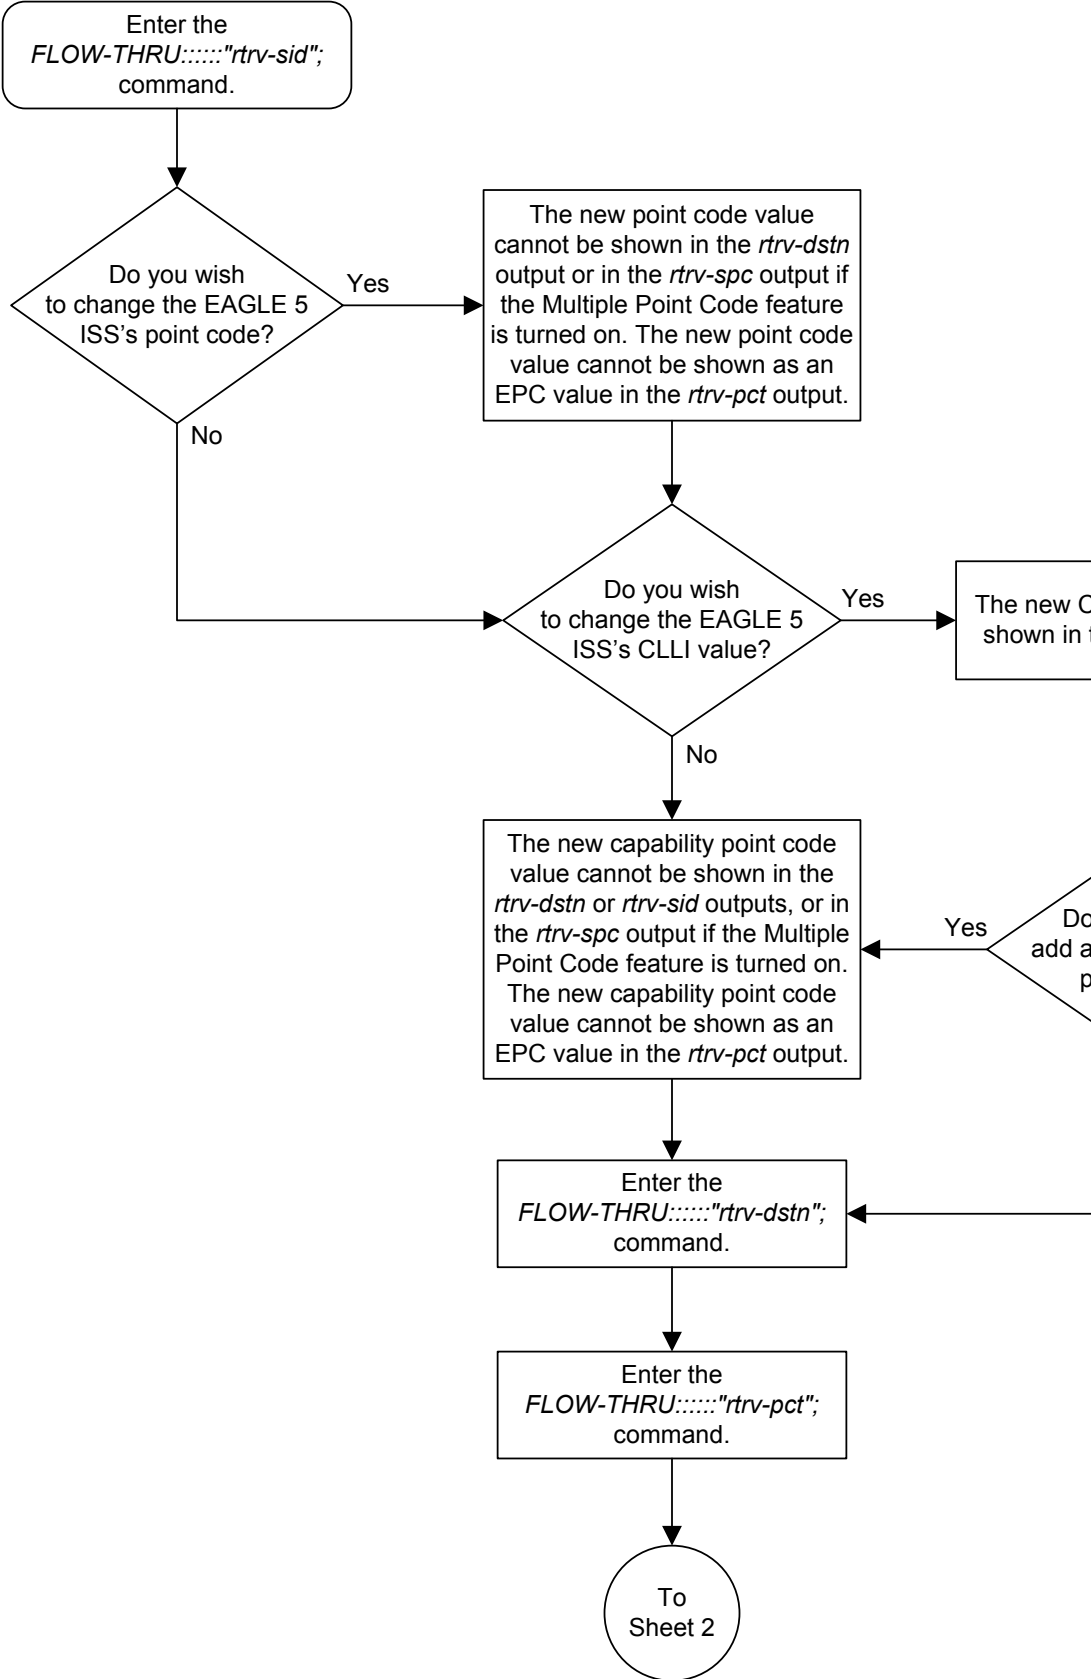 Enter the
FLOW-THRU::::::"rtrv-sid";
command.
Do you wish
to change the EAGLE 5
ISS's point code?
Yes
No
The new point code value
cannot be shown in the rtrv-dstn
output or in the rtrv-spc output if
the Multiple Point Code feature
is turned on. The new point code
value cannot be shown as an
EPC value in the rtrv-pct output.
Do you wish
to change the EAGLE 5
ISS's CLLI value?
Yes
No
The new C
shown in
The new capability point code
value cannot be shown in the
rtrv-dstn or rtrv-sid outputs, or in
the rtrv-spc output if the Multiple
Point Code feature is turned on.
The new capability point code
value cannot be shown as an
EPC value in the rtrv-pct output.
Yes
Do
add a
p
Enter the
FLOW-THRU::::::"rtrv-dstn";
command.
Enter the
FLOW-THRU::::::"rtrv-pct";
command.
To
Sheet 2